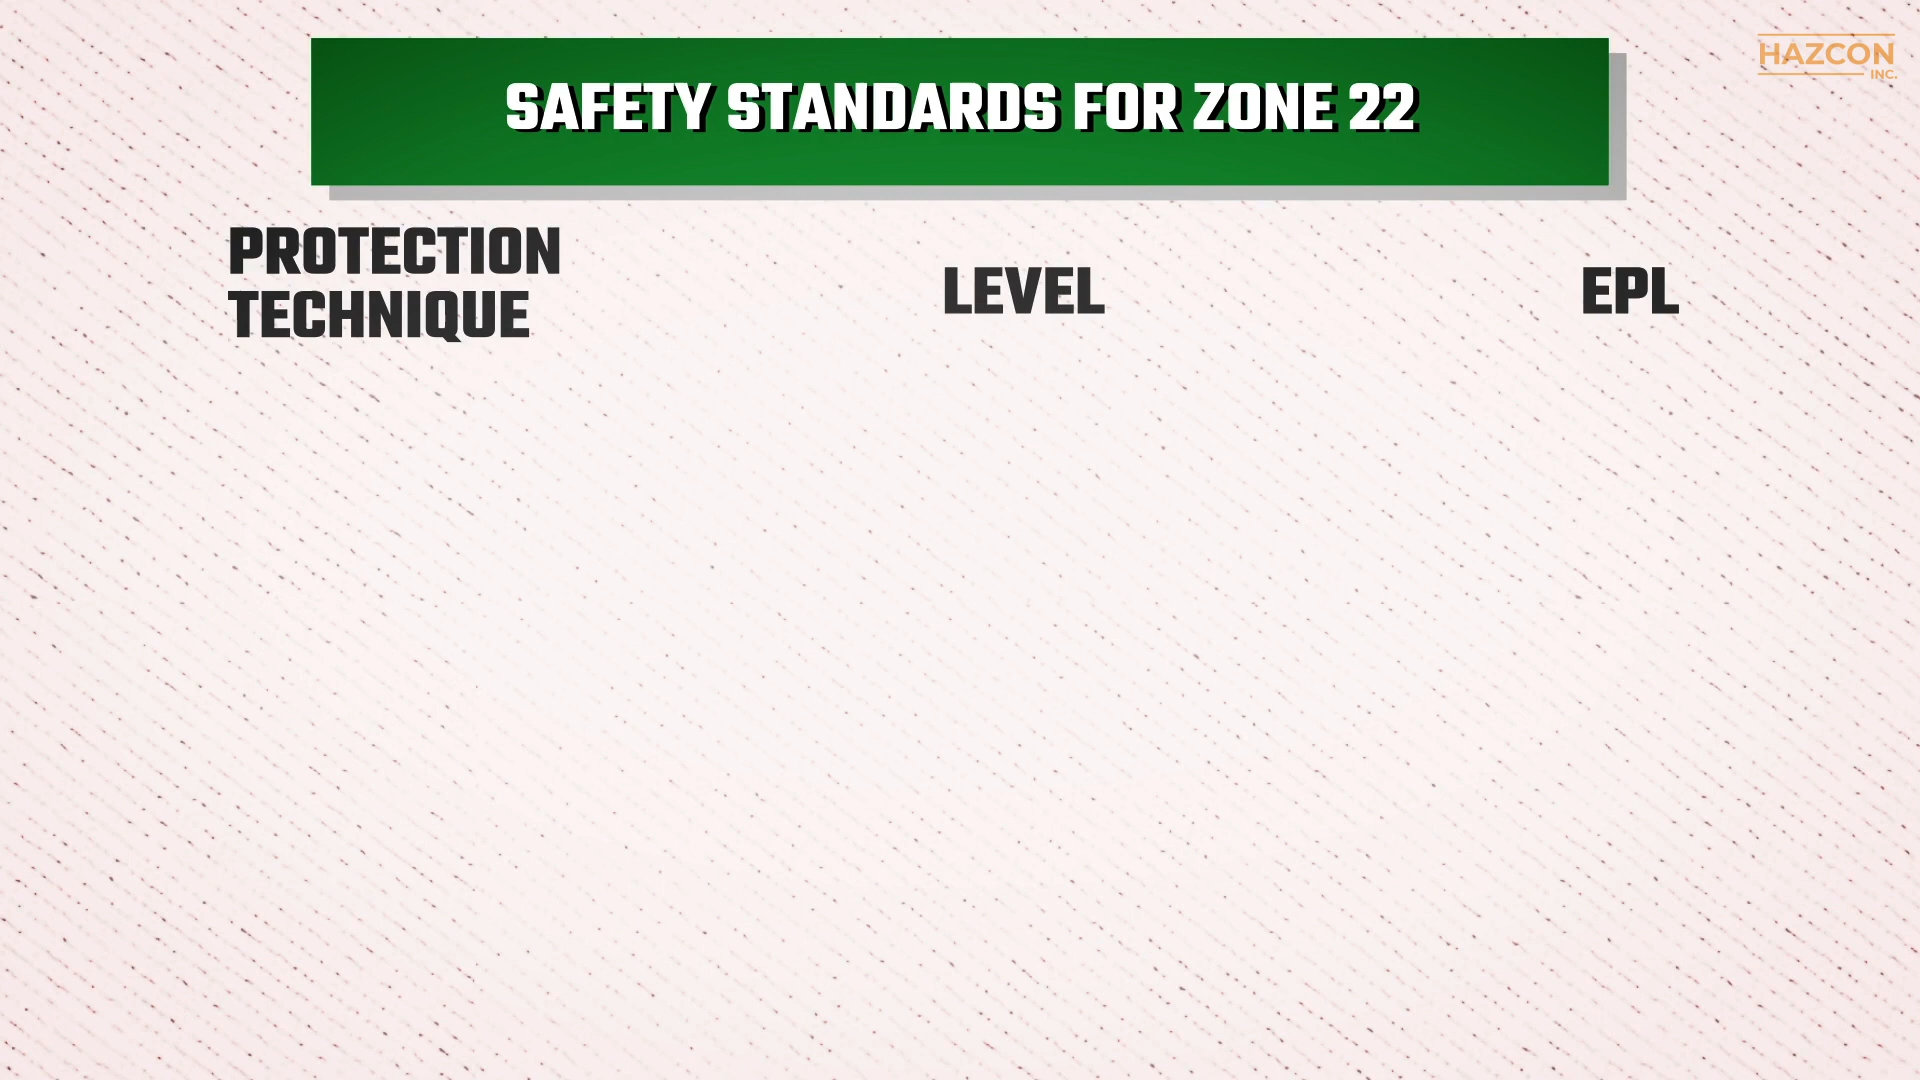 SAFETY STANDARDS FOR ZONE 22
HAZCON
INC.
PROTECTION
TECHNIQUE
LEVEL
EPL